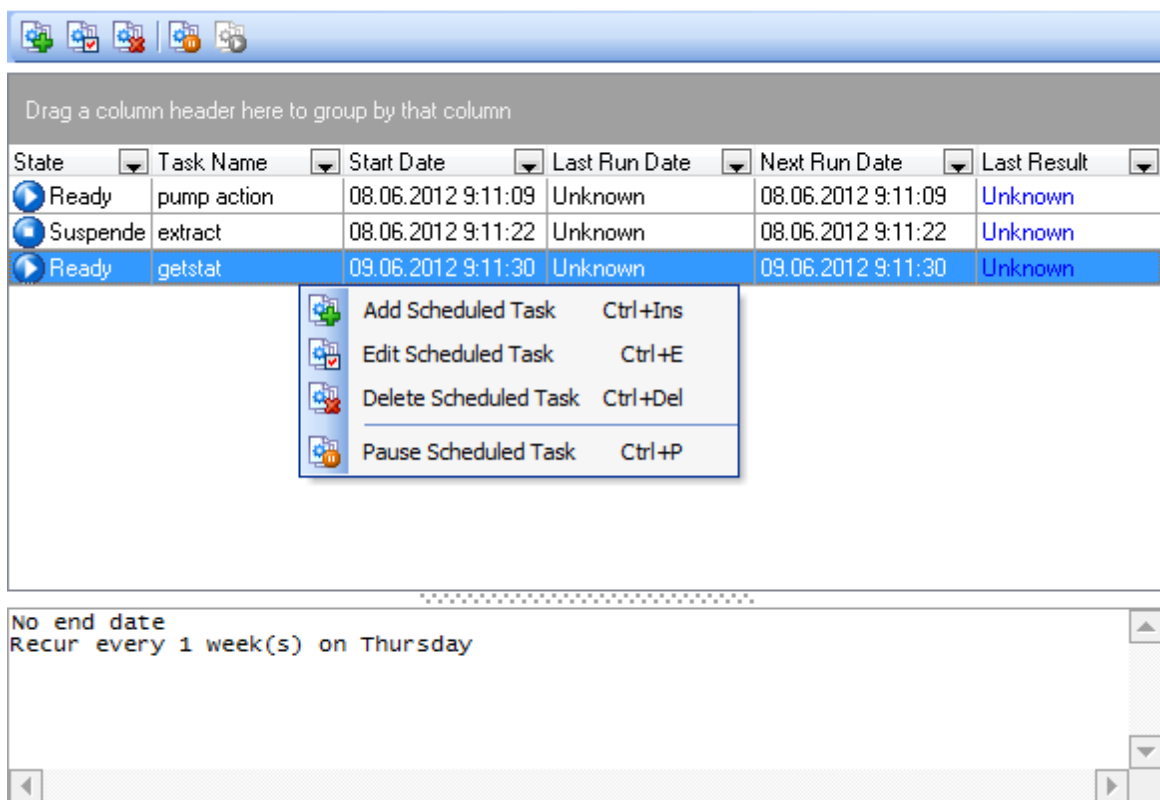 Drag a column header here to group by that column
State Task Name Start Date Last Run Date Next Run Date Last Result
Ready pump action 08.06.2012 9:11:09 Unknown 08.06.2012 9:11:09 Unknown
Suspende extract 08.06.2012 9:11:22 Unknown 08.06.2012 9:11:22 Unknown
Ready getstat 09.06.2012 9:11:30 Unknown 09.06.2012 9:11:30 Unknown
Add Scheduled Task Ctrl+Ins
Edit Scheduled Task Ctrl+E
Delete Scheduled Task Ctrl+Del
Pause Scheduled Task Ctrl+P
No end date
Recur every 1 week(s) on Thursday